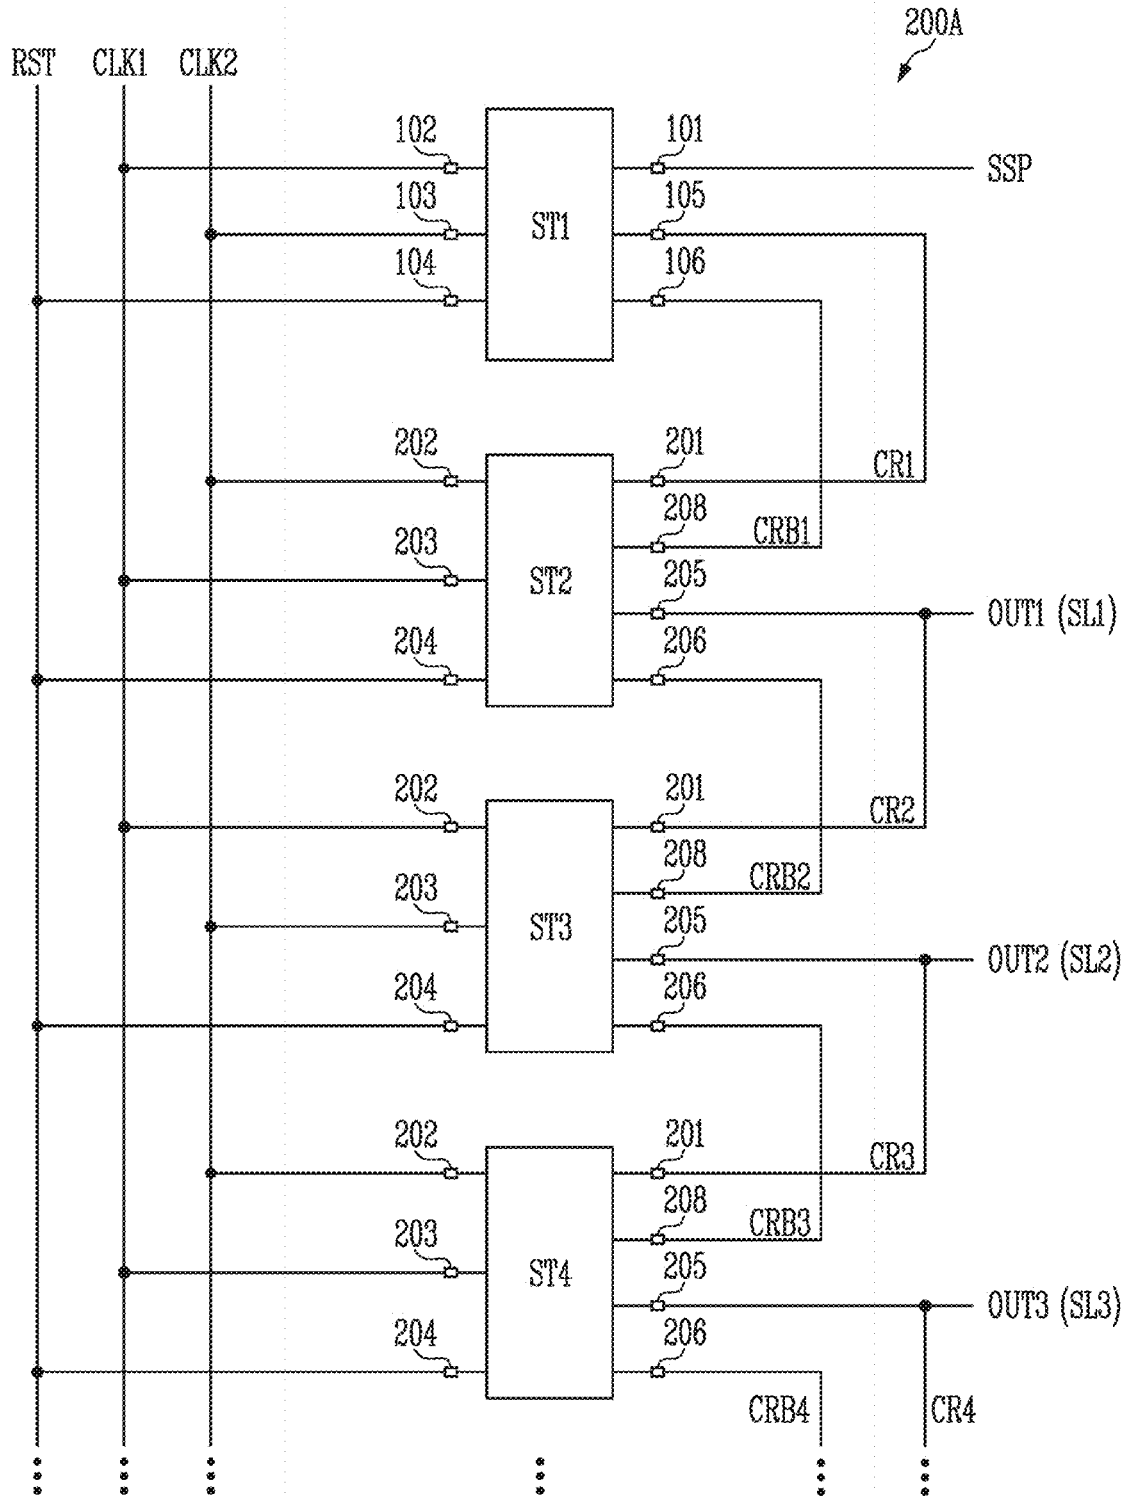 200A
RST CLK1 CLK2
102 101
SSP
103 105
ST1
104 106
202 201
CR1
208
CRB1
203
ST2
205
OUT1 (SL1)
204 206
202 201
CR2
208
CRB2
203
ST3
205
OUT2 (SL2)
204 206
202 201
CR3
208
CRB3
203
ST4
205
OUT3 (SL3)
204 206
CRB4 CR4